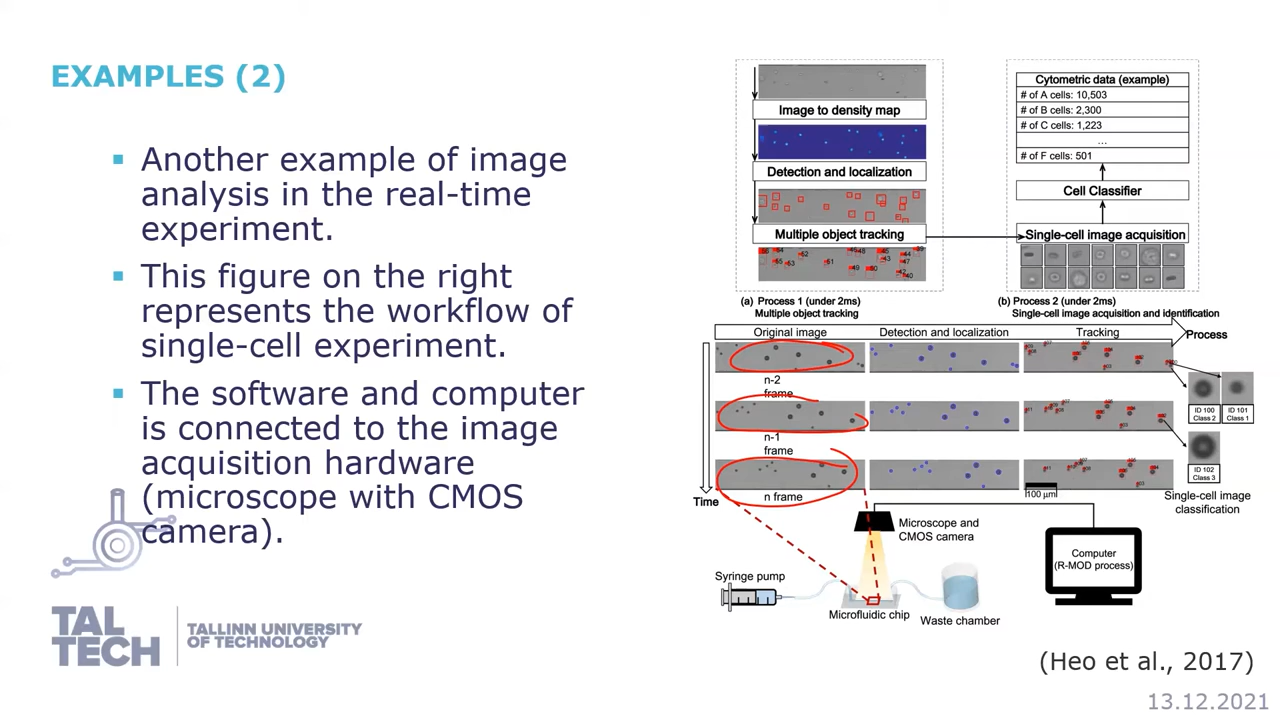 EXAMPLES (2)
▪ Another example of image
analysis in the real-time
experiment.
▪ This figure on the right
represents the workflow of
single-cell experiment.
▪ The software and computer
is connected to the image
acquisition hardware
(microscope with CMOS
camera).
TAL
TECH
TALLINN UNIVERSITY
OF TECHNOLOGY
Image to density map
Detection and localization
Multiple object tracking
(a) Process 1 (under 2ms)
Multiple object tracking
Cytometric data (example)
# of A cells: 10,503
# of B cells: 2,300
# of C cells: 1,223
...
# of F cells: 501
Cell Classifier
Single-cell image acquisition
(b) Process 2 (under 2ms)
Single-cell image acquisition and identification
Original image
Detection and localization
Tracking
Process
n-2
frame
n-1
frame
n frame
Time
100 μm
ID 100
Class 2
ID 101
Class 1
ID 102
Class 3
Single-cell image
classification
Microscope and
CMOS camera
Computer
(R-MOD process)
Syringe pump
Microfluidic chip
Waste chamber
(Heo et al., 2017)
13.12.2021